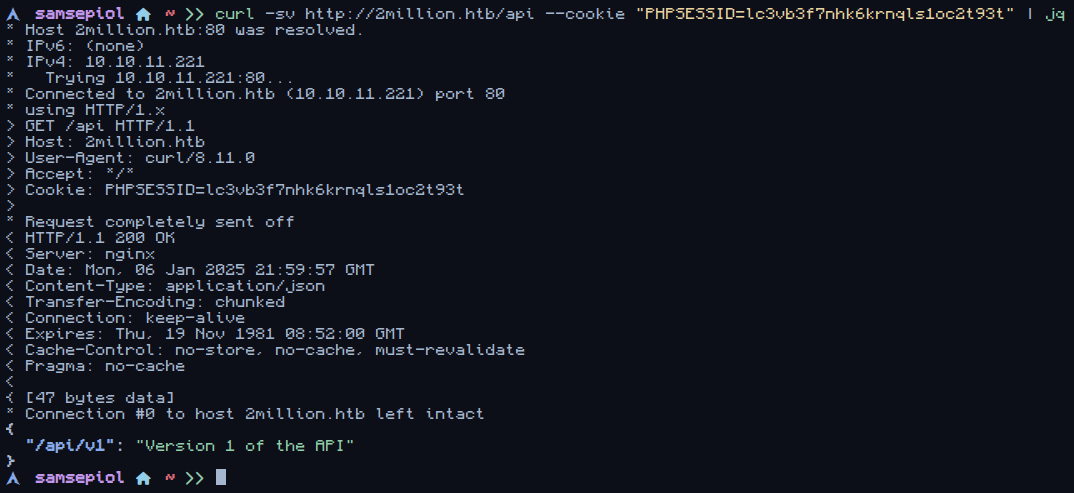 samsepiol ~ >> curl -sv http://2million.htb/api --cookie "PHPSESSID=lc3vb3f7nhk6krnqls1oc2t93t" | jq
* Host 2million.htb:80 was resolved.
* IPv6: (none)
* IPv4: 10.10.11.221
*   Trying 10.10.11.221:80...
* Connected to 2million.htb (10.10.11.221) port 80
* using HTTP/1.x
> GET /api HTTP/1.1
> Host: 2million.htb
> User-Agent: curl/8.11.0
> Accept: */*
> Cookie: PHPSESSID=lc3vb3f7nhk6krnqls1oc2t93t
>
* Request completely sent off
< HTTP/1.1 200 OK
< Server: nginx
< Date: Mon, 06 Jan 2025 21:59:57 GMT
< Content-Type: application/json
< Transfer-Encoding: chunked
< Connection: keep-alive
< Expires: Thu, 19 Nov 1981 08:52:00 GMT
< Cache-Control: no-store, no-cache, must-revalidate
< Pragma: no-cache
<
{ [47 bytes data]
* Connection #0 to host 2million.htb left intact
{
  "/api/v1": "Version 1 of the API"
}
samsepiol ~ >>